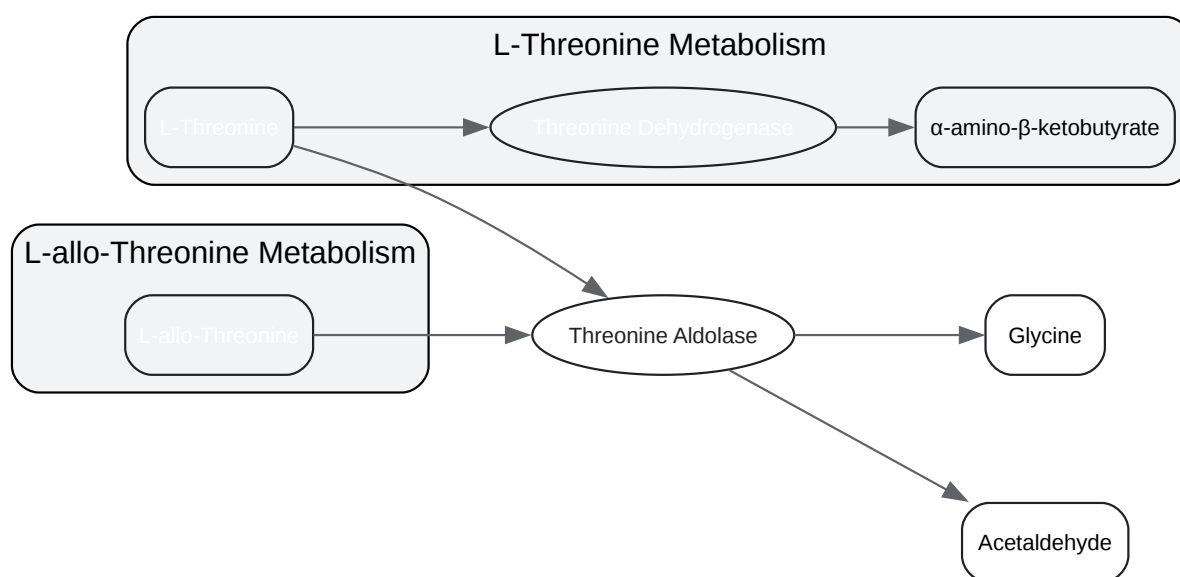 L-Threonine Metabolism
L-Threonine
Threonine Dehydrogenase
α-amino-β-ketobutyrate
L-allo-Threonine Metabolism
L-allo-Threonine
Threonine Aldolase
Glycine
Acetaldehyde